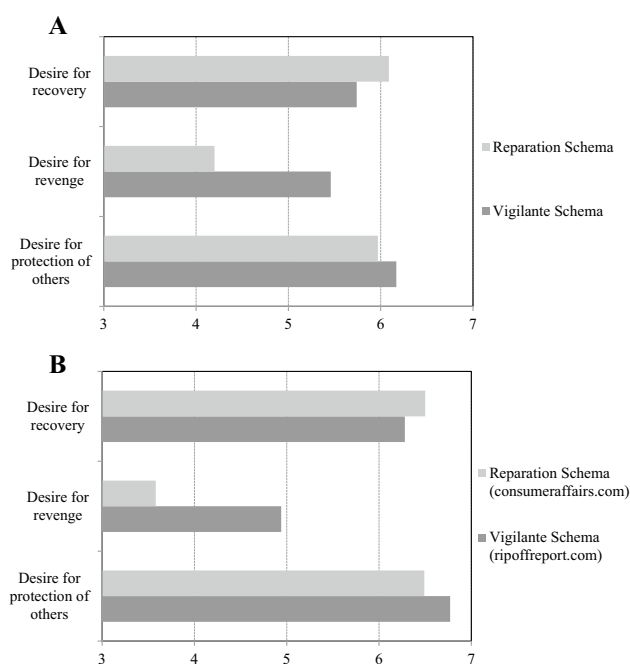 A
Desire for
recovery
Desire for
revenge
Desire for
protection of
others
3 4 5 6 7
Reparation Schema
Vigilante Schema
B
Desire for
recovery
Desire for
revenge
Desire for
protection of
others
3 4 5 6 7
Reparation Schema
(consumeraffairs.com)
Vigilante Schema
(ripoffreport.com)